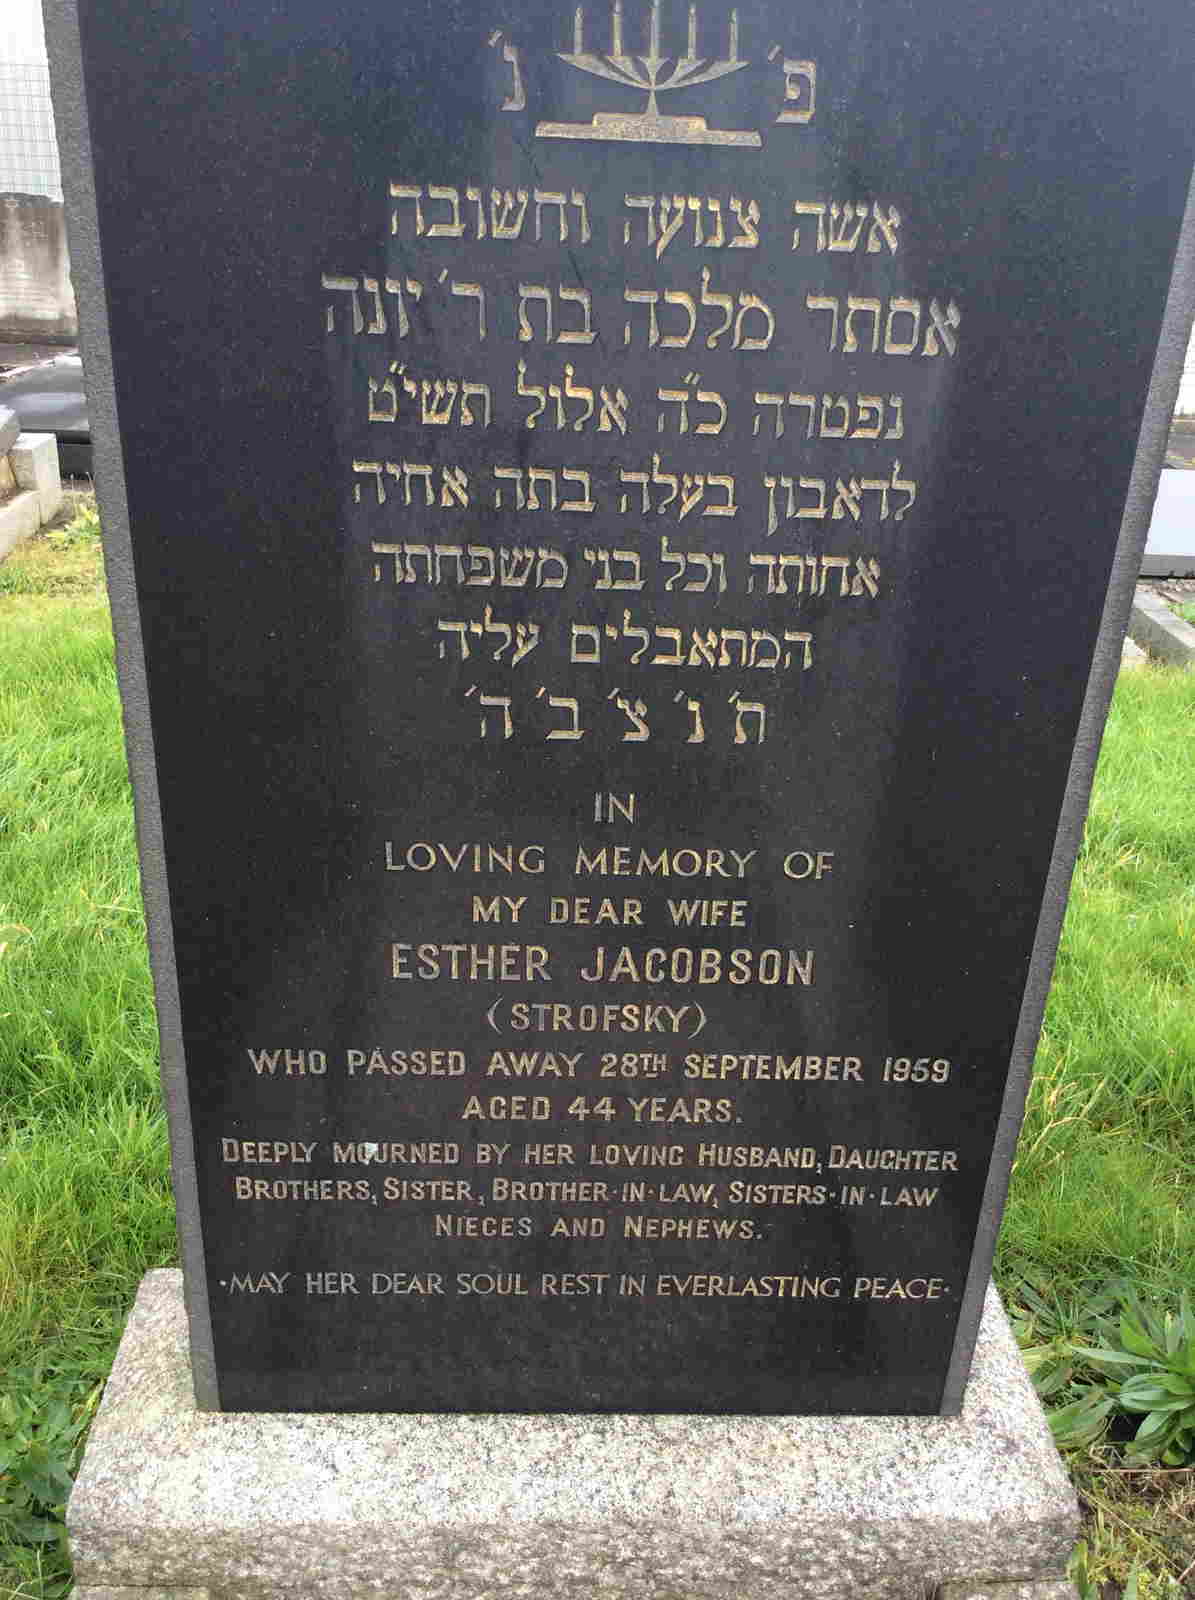 פ׳ נ׳
אשה צנועה וחשובה
אסתר מלכה בת ר׳ יונה
נפטרה כ״ה אלול תשי״ט
לדאבון בעלה בתה אחיה
אחותה וכל בני משפחתה
המתאבלים עליה
ת׳ נ׳ צ׳ ב׳ ה׳
IN
LOVING MEMORY OF
MY DEAR WIFE
ESTHER JACOBSON
(STROFSKY)
WHO PASSED AWAY 28TH SEPTEMBER 1959
AGED 44 YEARS.
DEEPLY MOURNED BY HER LOVING HUSBAND, DAUGHTER
BROTHERS, SISTER, BROTHER·IN·LAW, SISTERS·IN·LAW
NIECES AND NEPHEWS.
·MAY HER DEAR SOUL REST IN EVERLASTING PEACE·